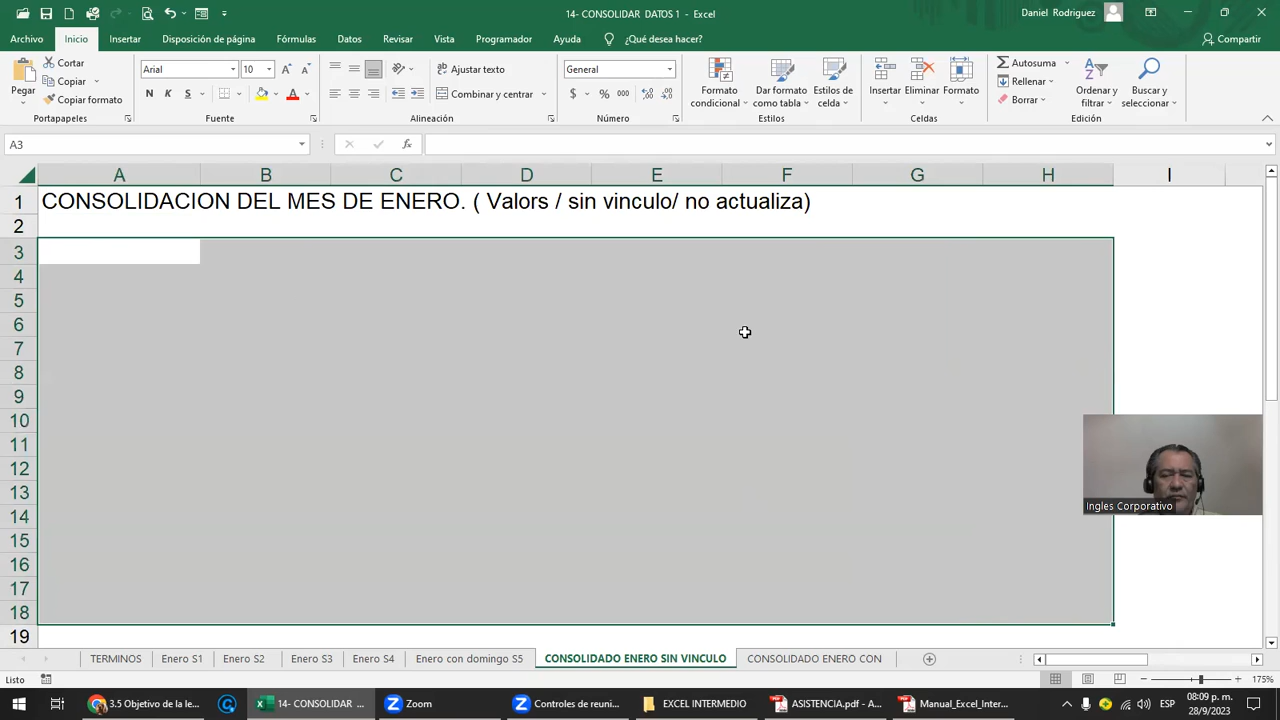 14- CONSOLIDAR DATOS 1 - Excel
Daniel Rodriguez
Archivo Inicio Insertar Disposición de página Fórmulas Datos Revisar Vista Programador Ayuda ¿Qué desea hacer? Compartir
Pegar
Cortar
Copiar
Copiar formato
Portapapeles
Arial 10
N K S
Fuente
Ajustar texto
Combinar y centrar
Alineación
General
$ % 000
Número
Formato condicional
Dar formato como tabla
Estilos de celda
Estilos
Insertar Eliminar Formato
Celdas
Autosuma
Rellenar
Borrar
Ordenar y filtrar
Buscar y seleccionar
Edición
A3
fx
A B C D E F G H I
1 CONSOLIDACION DEL MES DE ENERO. ( Valors / sin vinculo/ no actualiza)
2
3
4
5
6
7
8
9
10
11
12
13
14
15
16
17
18
19
Ingles Corporativo
TERMINOS Enero S1 Enero S2 Enero S3 Enero S4 Enero con domingo S5 CONSOLIDADO ENERO SIN VINCULO CONSOLIDADO ENERO CON
Listo
175%
3.5 Objetivo de la le...
14- CONSOLIDAR ...
Zoom
Controles de reuni...
EXCEL INTERMEDIO
ASISTENCIA.pdf - A...
Manual_Excel_Inter...
ESP
08:09 p. m.
28/9/2023